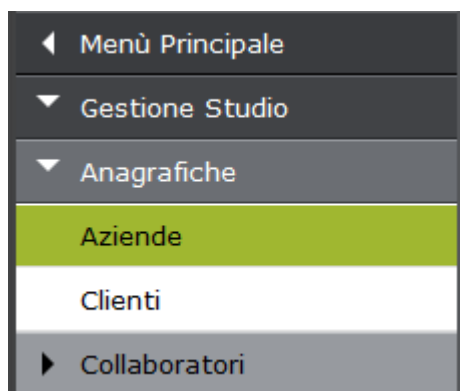 Menù Principale
Gestione Studio
Anagrafiche
Aziende
Clienti
Collaboratori